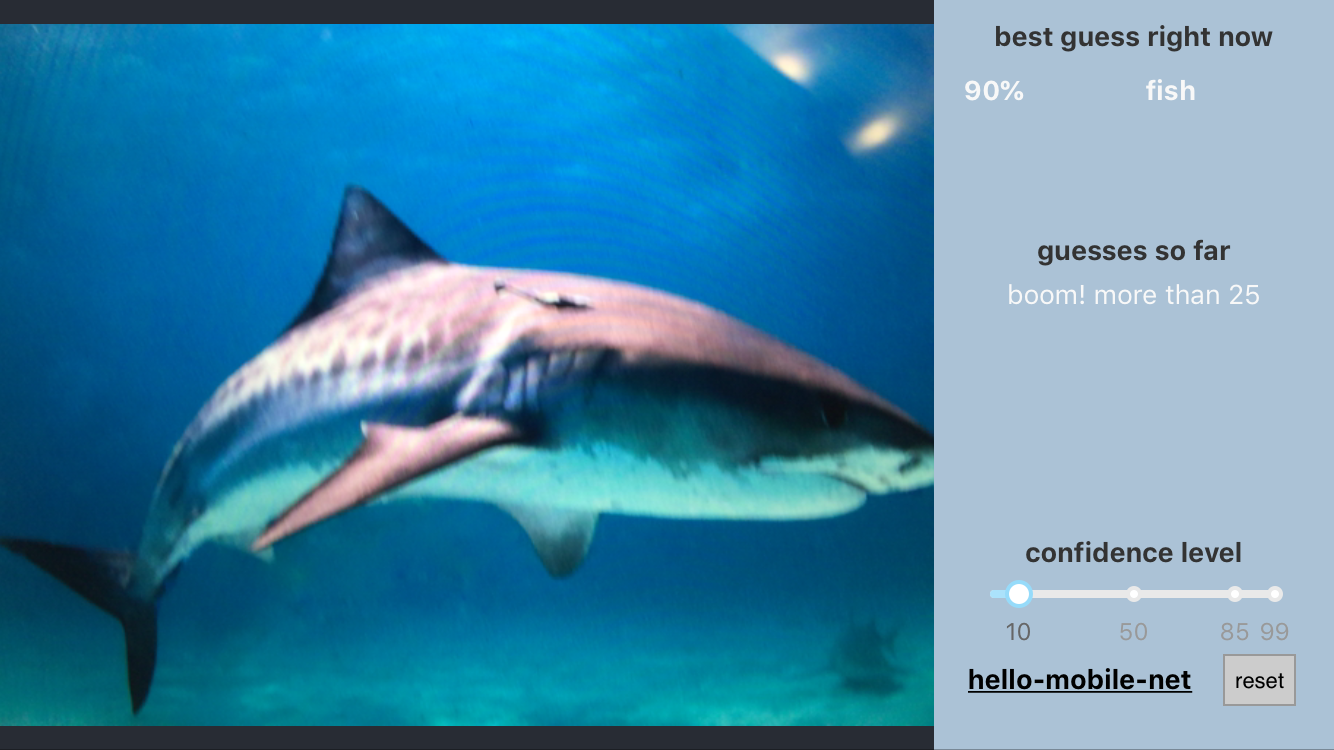 best guess right now
90% fish
guesses so far
boom! more than 25
confidence level
10 50 85 99
hello-mobile-net reset